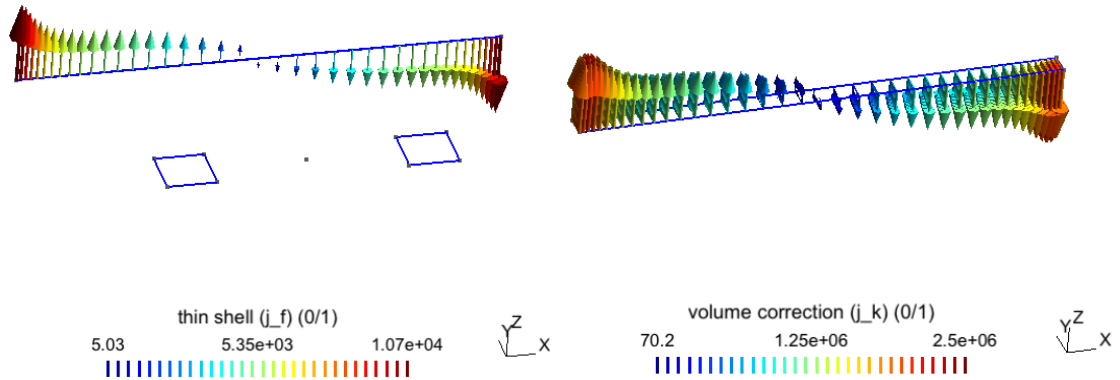 thin shell (j_f) (0/1)
5.03 5.35e+03 1.07e+04
Y Z X
volume correction (j_k) (0/1)
70.2 1.25e+06 2.5e+06
Y Z X